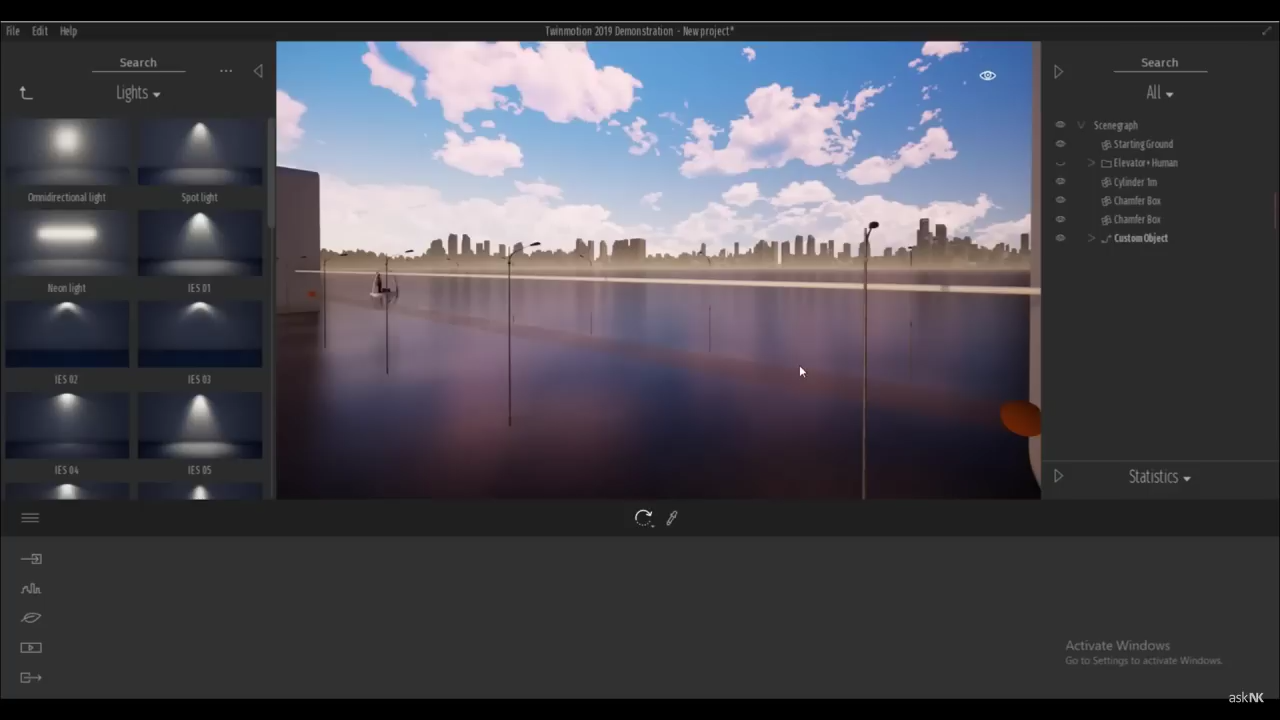 File Edit Help
Twinmotion 2019 Demonstration - New project*
Search
...
Lights
Omnidirectional light
Spot light
Neon light
IES 01
IES 02
IES 03
IES 04
IES 05
Search
All
Scenegraph
Starting Ground
Elevator+Human
Cylinder 1m
Chamfer Box
Chamfer Box
Custom Object
Statistics
Activate Windows
Go to Settings to activate Windows.
askNK